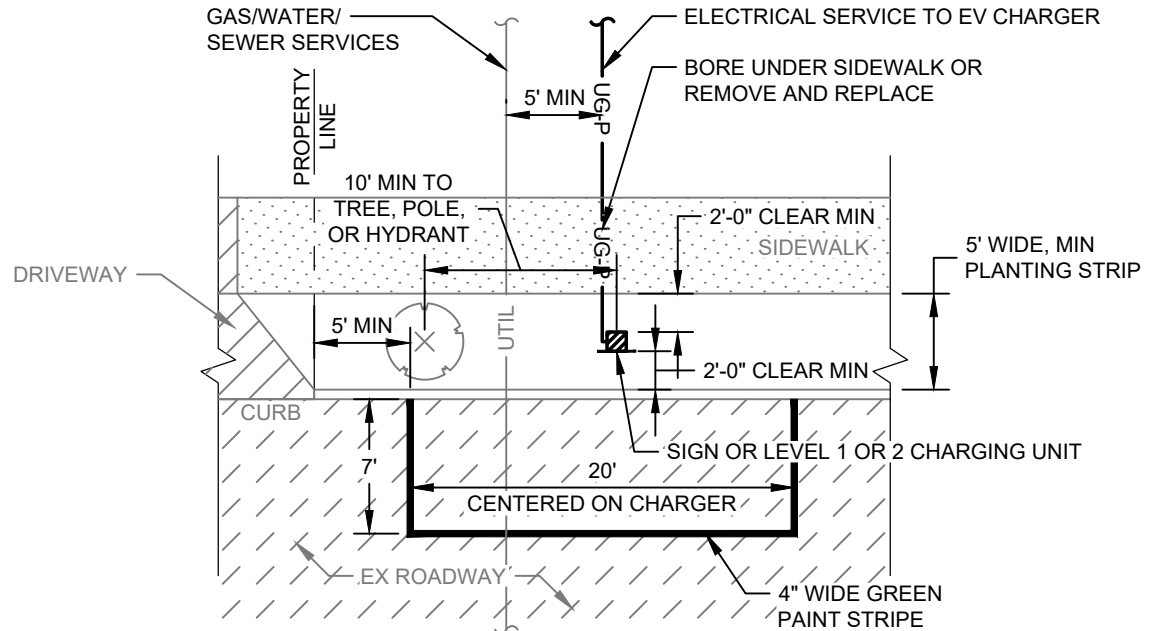 GAS/WATER/
SEWER SERVICES
ELECTRICAL SERVICE TO EV CHARGER
BORE UNDER SIDEWALK OR
REMOVE AND REPLACE
PROPERTY
LINE
5' MIN
UG-P
10' MIN TO
TREE, POLE,
OR HYDRANT
UG-P
2'-0" CLEAR MIN
SIDEWALK
5' WIDE, MIN
PLANTING STRIP
DRIVEWAY
5' MIN
UTIL
2'-0" CLEAR MIN
CURB
SIGN OR LEVEL 1 OR 2 CHARGING UNIT
7'
20'
CENTERED ON CHARGER
EX ROADWAY
4" WIDE GREEN
PAINT STRIPE